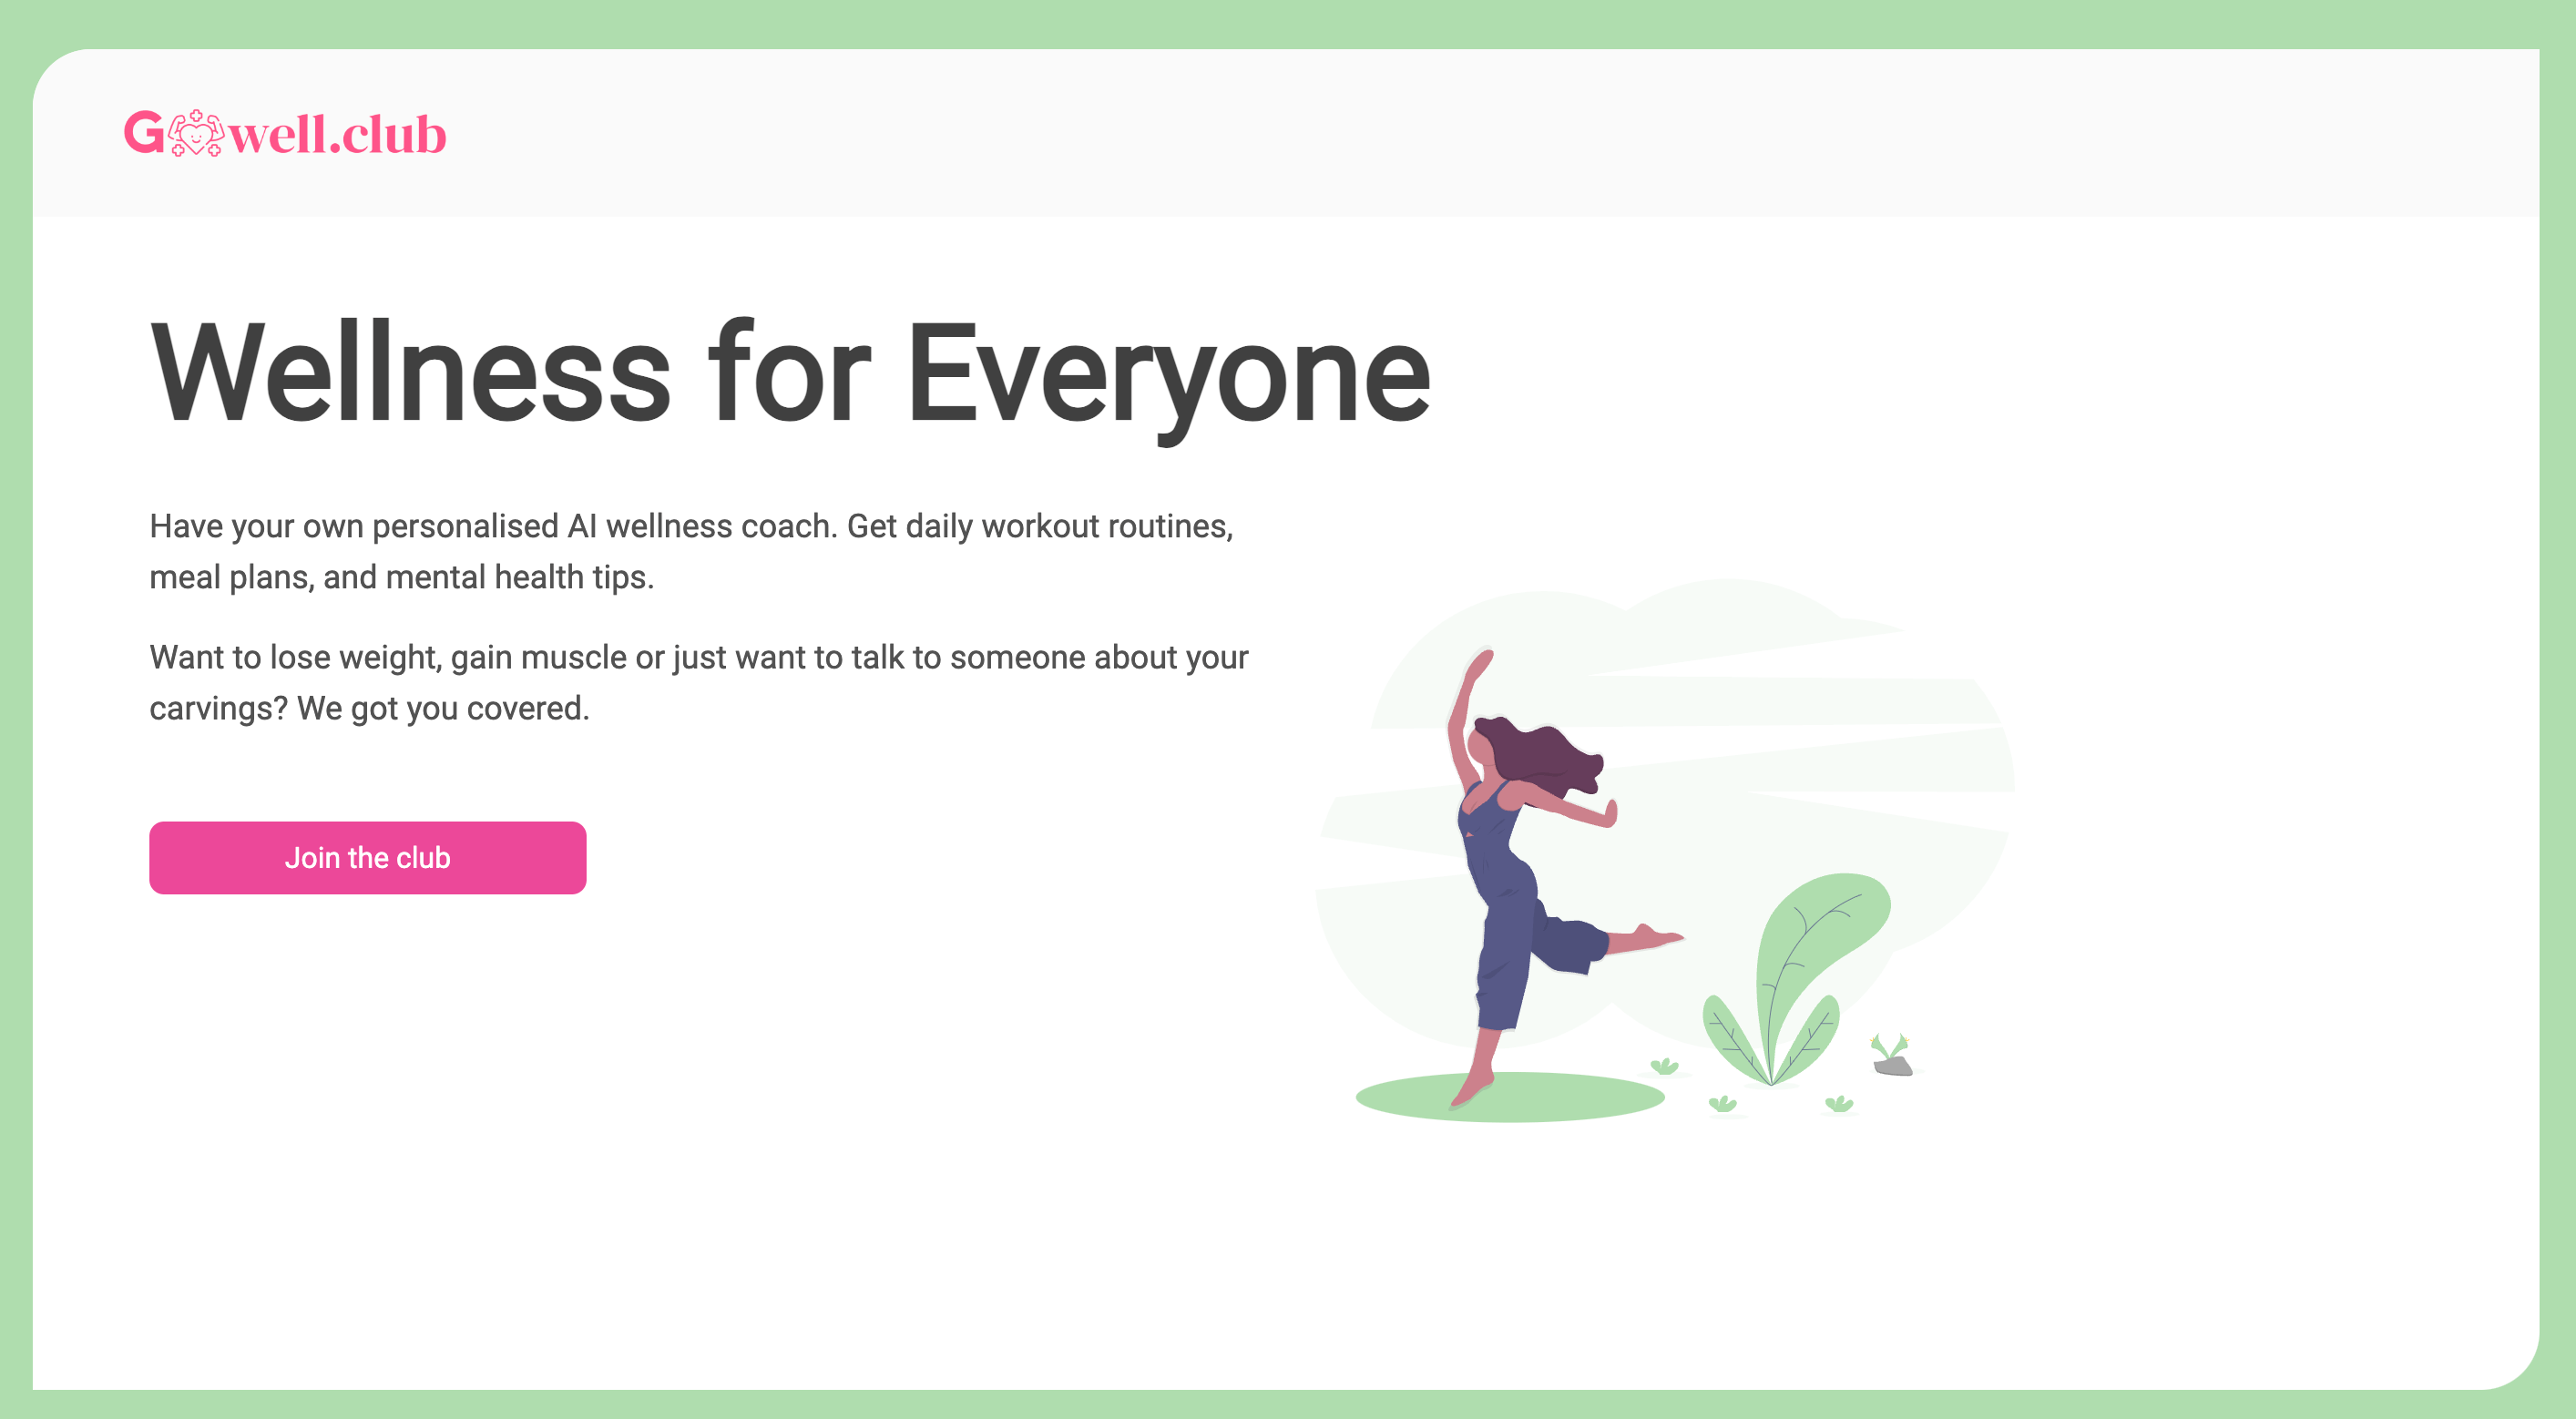 Gowell.club
Wellness for Everyone
Have your own personalised AI wellness coach. Get daily workout routines,
meal plans, and mental health tips.
Want to lose weight, gain muscle or just want to talk to someone about your
carvings? We got you covered.
Join the club